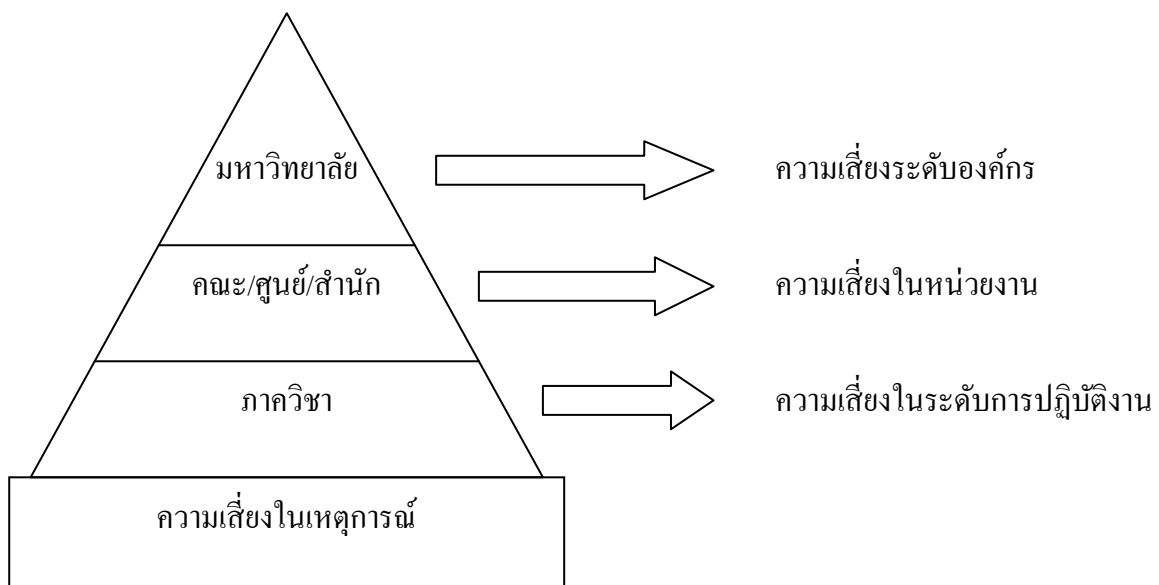 มหาวิทยาลัย
ความเสี่ยงระดับองค์กร
คณะ/ศูนย์/สำนัก
ความเสี่ยงในหน่วยงาน
ภาควิชา
ความเสี่ยงในระดับการปฏิบัติงาน
ความเสี่ยงในเหตุการณ์